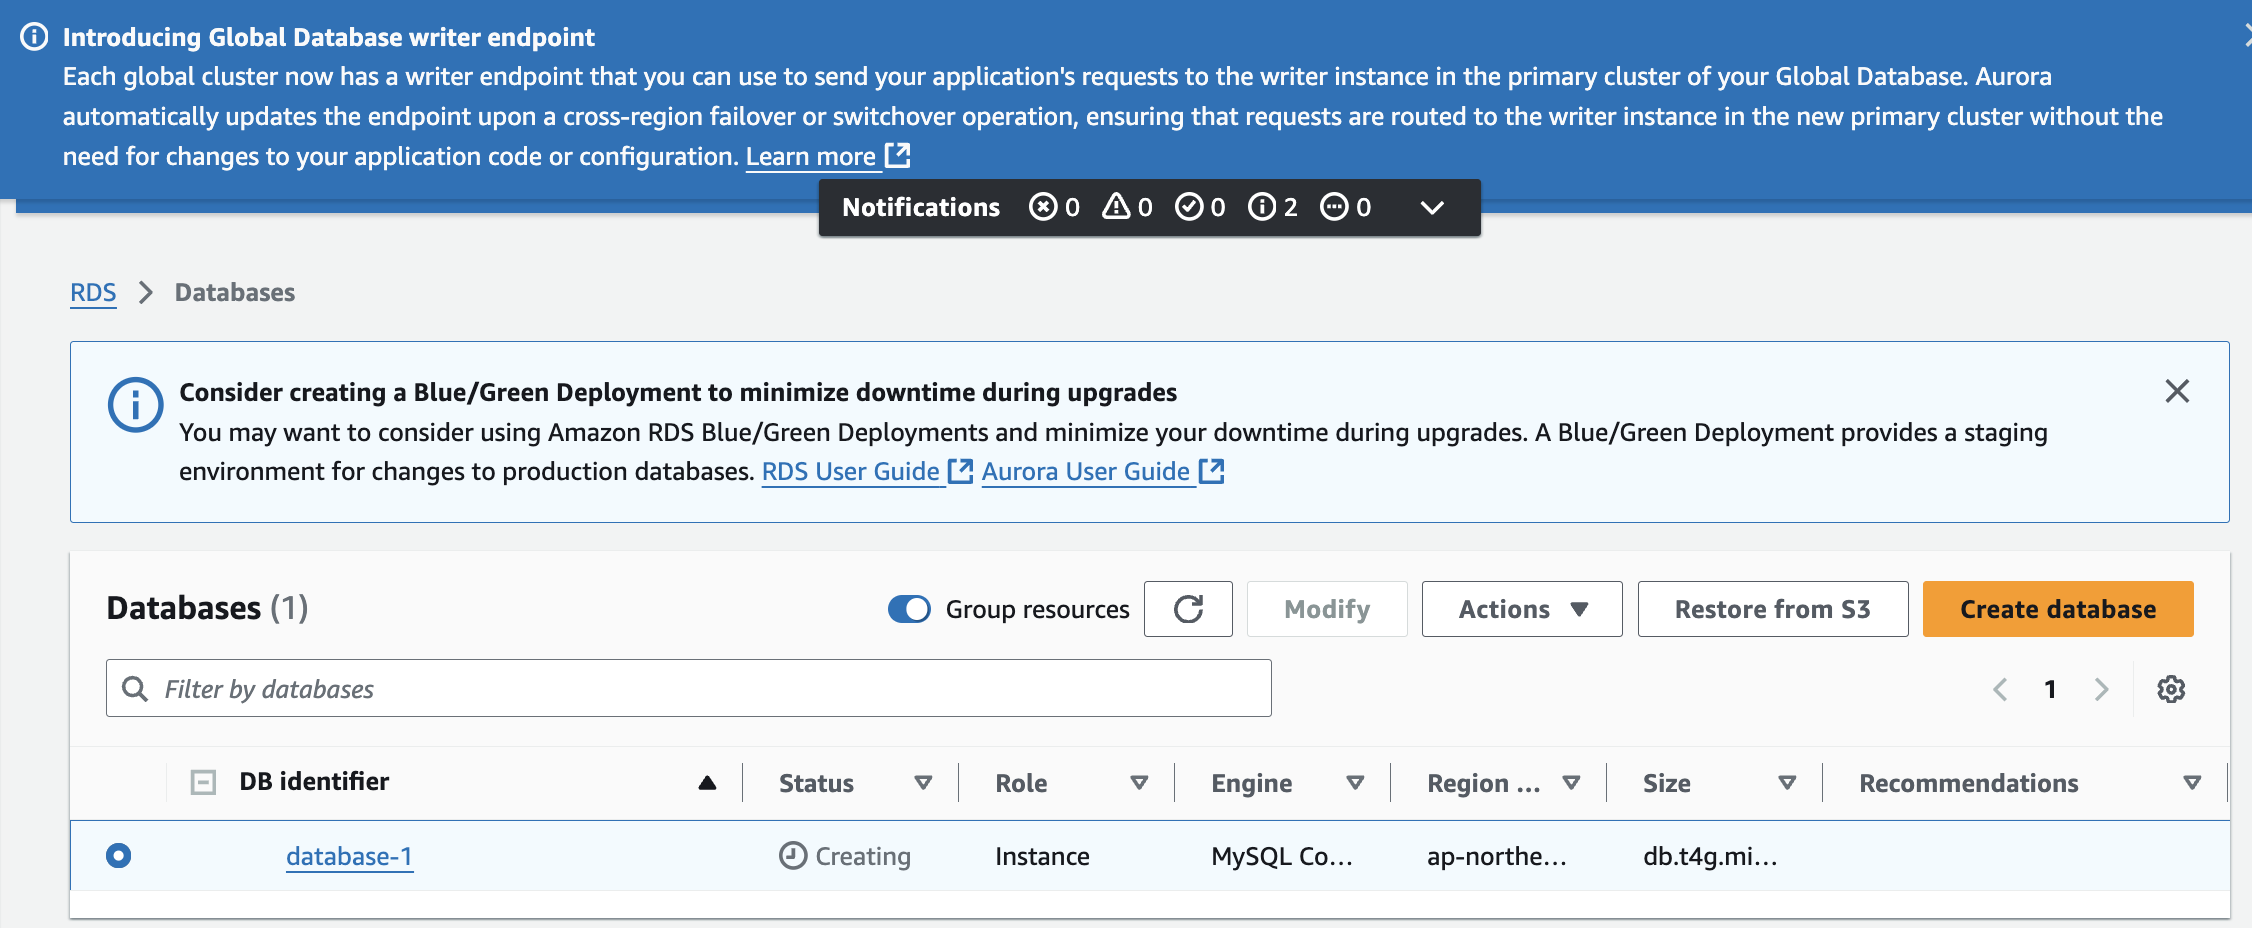 Introducing Global Database writer endpoint
Each global cluster now has a writer endpoint that you can use to send your application's requests to the writer instance in the primary cluster of your Global Database. Aurora
automatically updates the endpoint upon a cross-region failover or switchover operation, ensuring that requests are routed to the writer instance in the new primary cluster without the
need for changes to your application code or configuration. Learn more
Notifications 0 0 0 2 0
RDS > Databases
Consider creating a Blue/Green Deployment to minimize downtime during upgrades
You may want to consider using Amazon RDS Blue/Green Deployments and minimize your downtime during upgrades. A Blue/Green Deployment provides a staging
environment for changes to production databases. RDS User Guide Aurora User Guide
Databases (1) Group resources Modify Actions Restore from S3 Create database
Filter by databases 1
DB identifier Status Role Engine Region ... Size Recommendations
database-1 Creating Instance MySQL Co... ap-northe... db.t4g.mi...